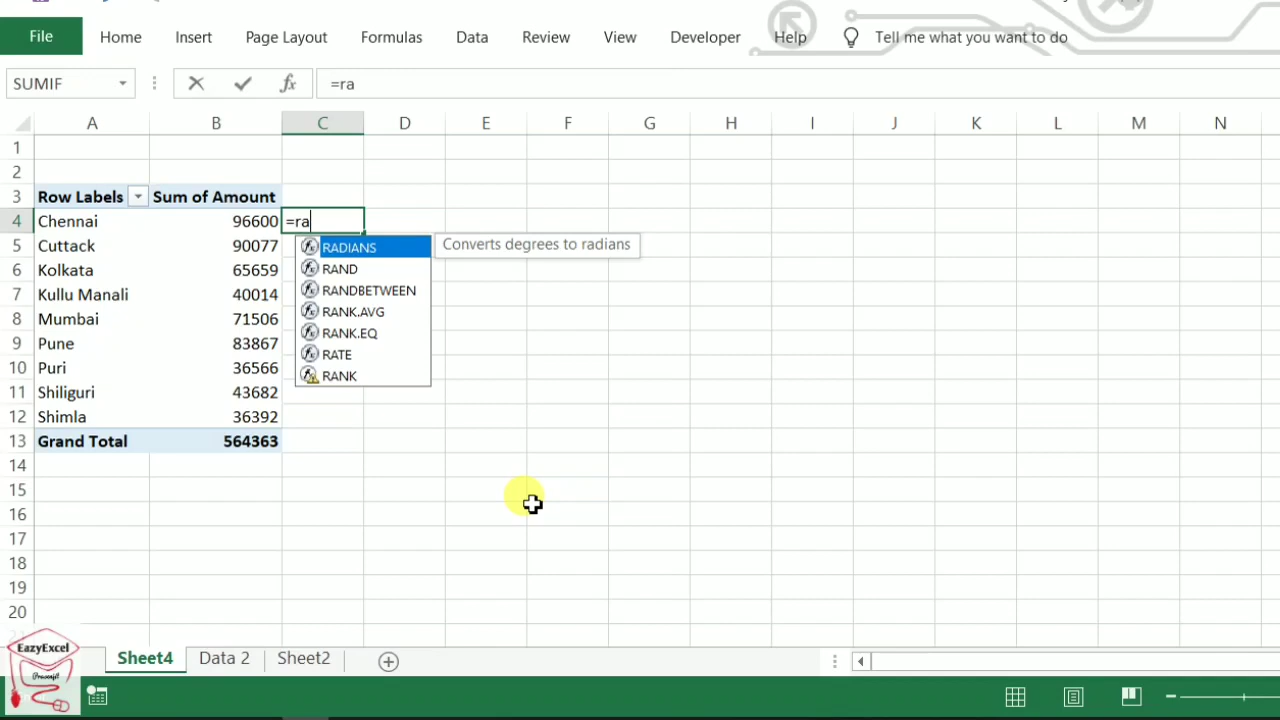 File Home Insert Page Layout Formulas Data Review View Developer Help Tell me what you want to do
SUMIF fx =ra
A B C D E F G H I J K L M N
1
2
3 Row Labels Sum of Amount
4 Chennai 96600 =ra
5 Cuttack 90077 RADIANS Converts degrees to radians
6 Kolkata 65659 RAND
7 Kullu Manali 40014 RANDBETWEEN
8 Mumbai 71506 RANK.AVG
9 Pune 83867 RANK.EQ
10 Puri 36566 RATE
11 Shiliguri 43682 RANK
12 Shimla 36392
13 Grand Total 564363
14
15
16
17
18
19
20
EazyExcel
Prosenjit
Sheet4 Data 2 Sheet2